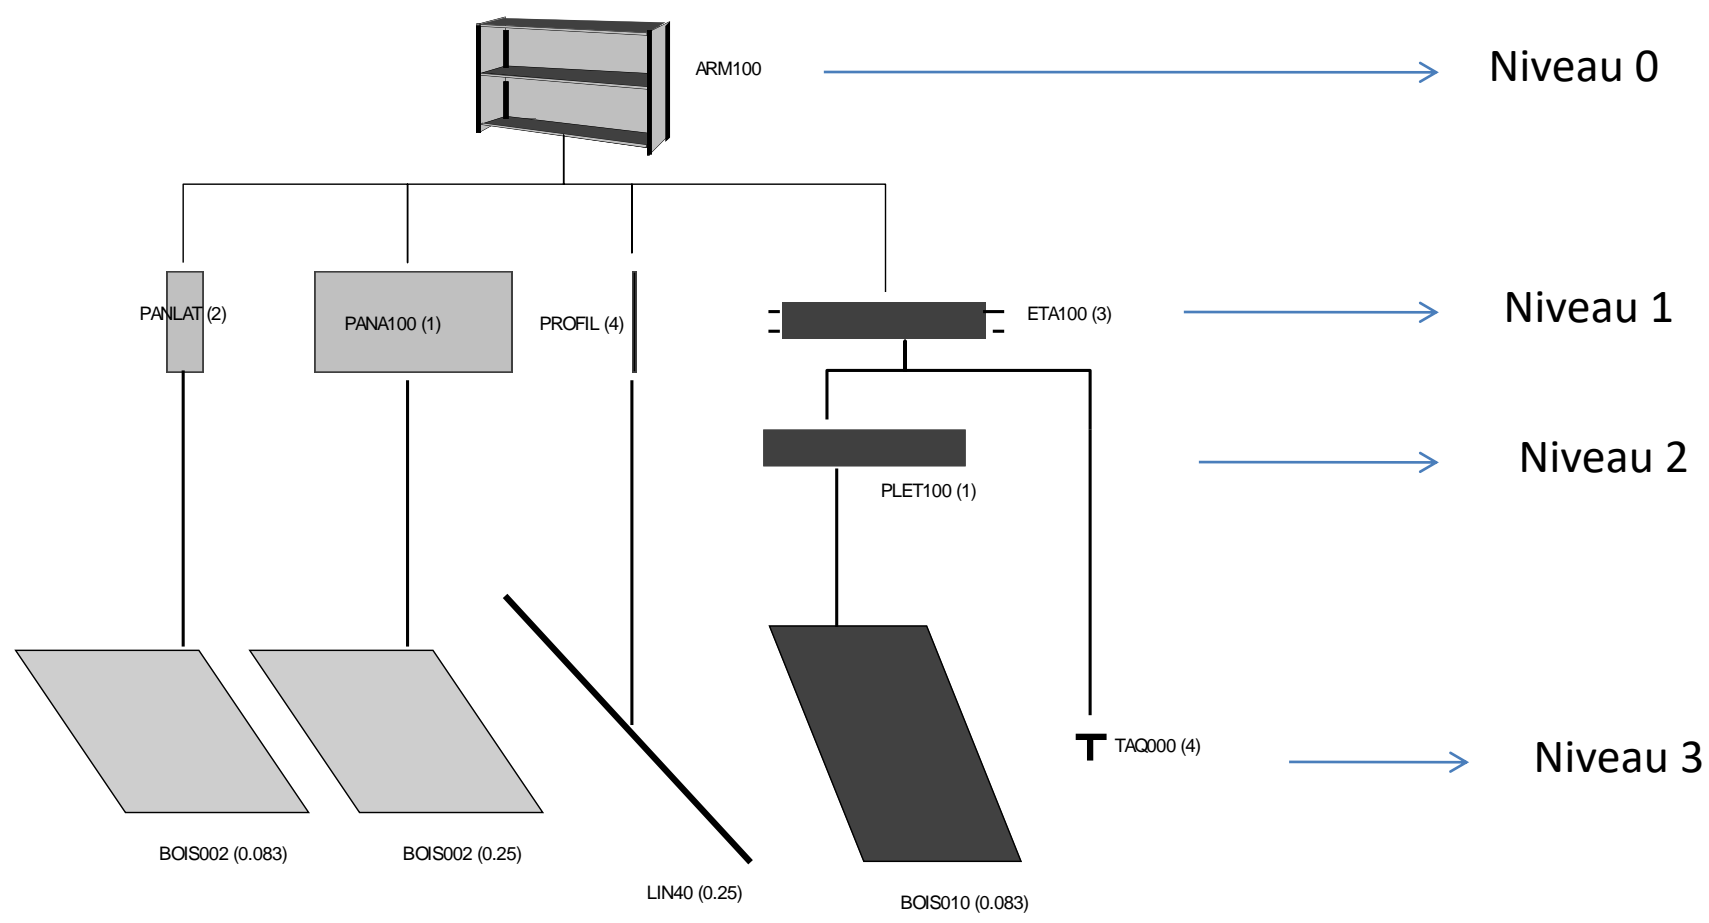 ARM100
Niveau 0
PANLAT (2)
PANA100 (1)
PROFIL (4)
ETA100 (3)
Niveau 1
PLET100 (1)
Niveau 2
TAQ000 (4)
Niveau 3
BOIS002 (0.083)
BOIS002 (0.25)
LIN40 (0.25)
BOIS010 (0.083)